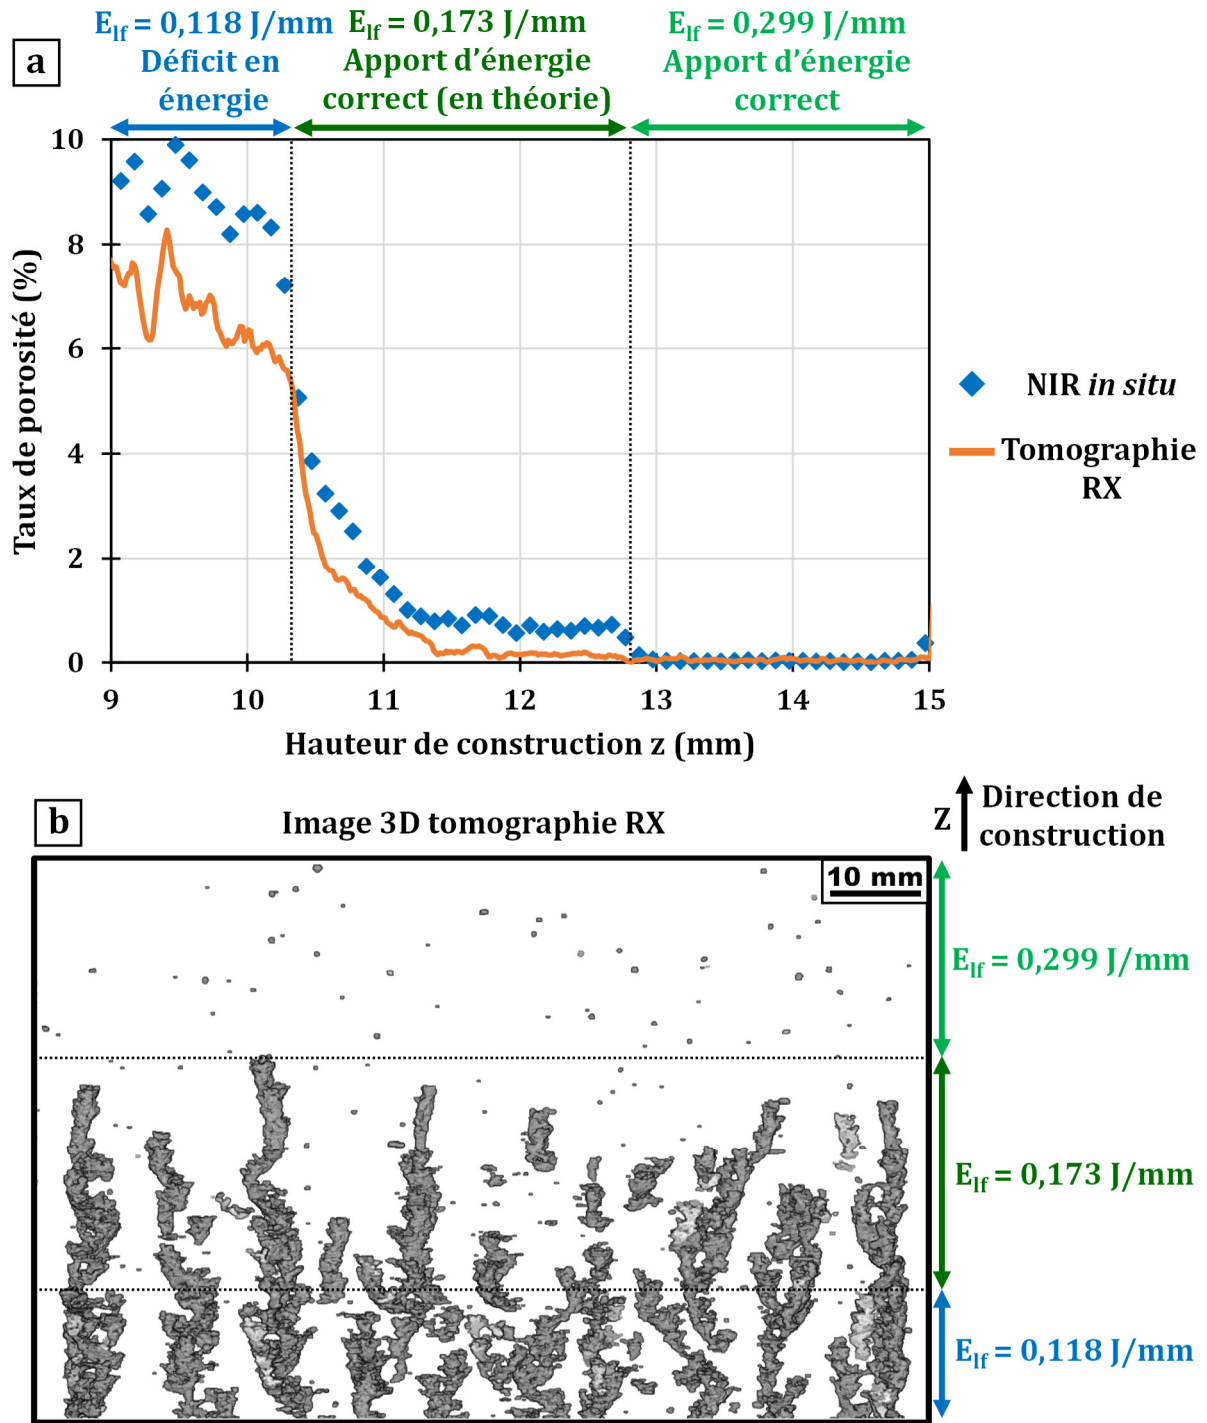 a
E_lf = 0,118 J/mm
Déficit en
énergie
E_lf = 0,173 J/mm
Apport d’énergie
correct (en théorie)
E_lf = 0,299 J/mm
Apport d’énergie
correct
Taux de porosité (%)
10
8
6
4
2
0
9 10 11 12 13 14 15
Hauteur de construction z (mm)
NIR in situ
Tomographie
RX
b
Image 3D tomographie RX
Z
Direction de
construction
10 mm
E_lf = 0,299 J/mm
E_lf = 0,173 J/mm
E_lf = 0,118 J/mm